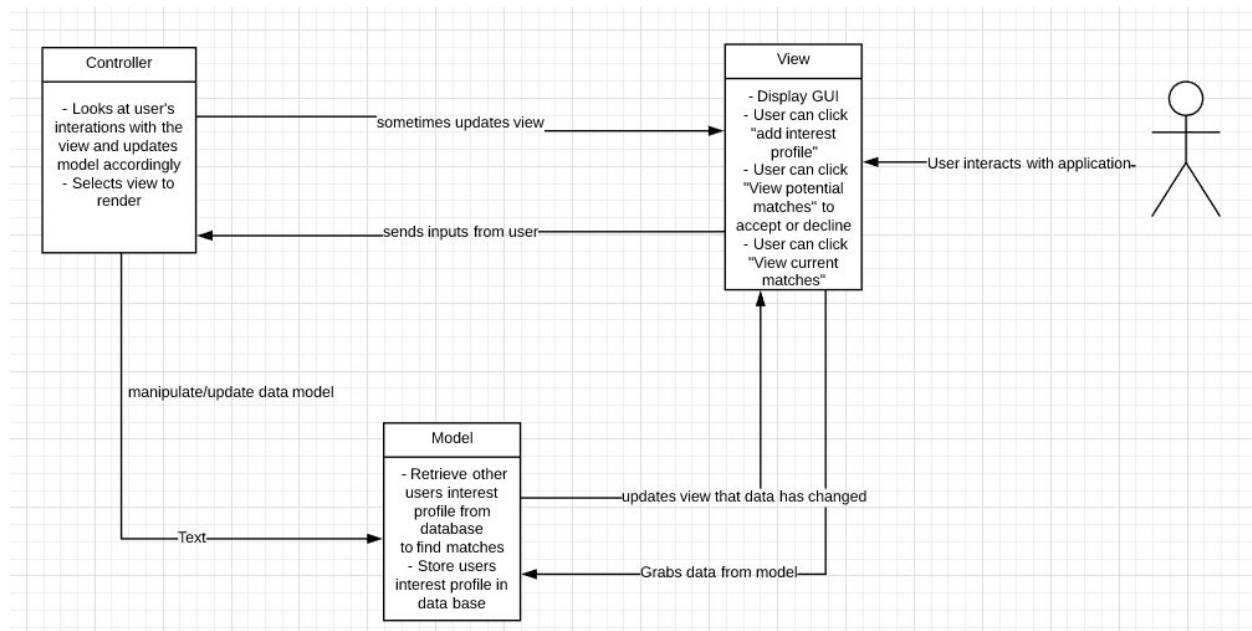 Controller
- Looks at user's
interations with the
view and updates
model accordingly
- Selects view to
render
sometimes updates view
sends inputs from user
View
- Display GUI
- User can click
"add interest
profile"
- User can click
"View potential
matches" to
accept or decline
- User can click
"View current
matches"
User interacts with application
manipulate/update data model
Text
Model
- Retrieve other
users interest
profile from
database
to find matches
- Store users
interest profile in
data base
updates view that data has changed
Grabs data from model